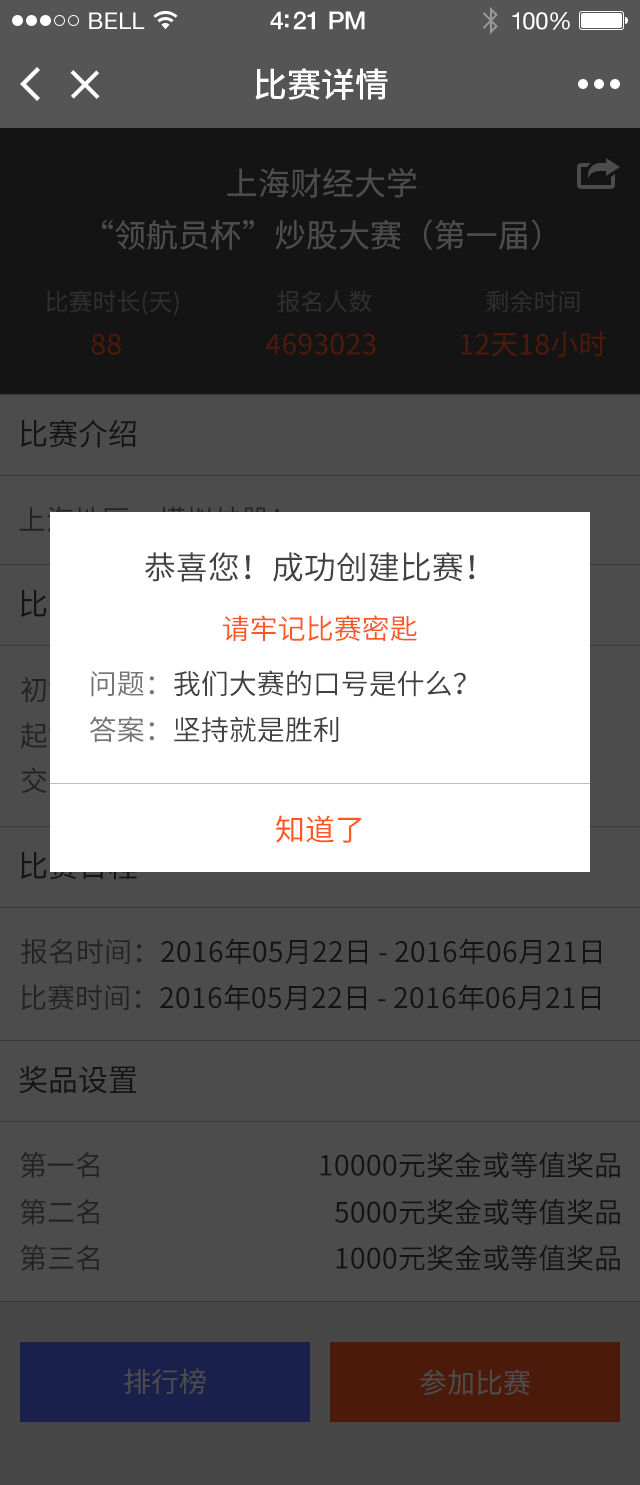 BELL 4:21 PM 100%
比赛详情
上海财经大学
“领航员杯”炒股大赛（第一届）
比赛时长(天) 报名人数 剩余时间
88 4693023 12天18小时
比赛介绍
上
恭喜您！成功创建比赛！
比
请牢记比赛密匙
初
问题：我们大赛的口号是什么？
起
答案：坚持就是胜利
交
知道了
比赛日程
报名时间：2016年05月22日 - 2016年06月21日
比赛时间：2016年05月22日 - 2016年06月21日
奖品设置
第一名 10000元奖金或等值奖品
第二名 5000元奖金或等值奖品
第三名 1000元奖金或等值奖品
排行榜 参加比赛